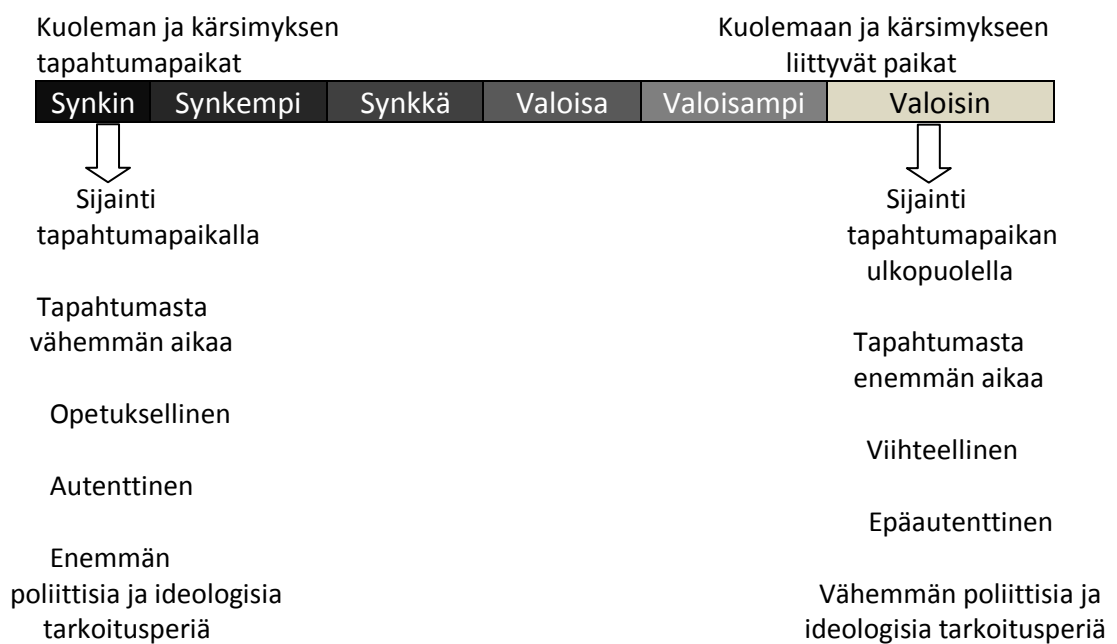 Kuoleman ja kärsimyksen
tapahtumapaikat
Kuolemaan ja kärsimykseen
liittyvät paikat
Synkin Synkempi Synkkä Valoisa Valoisampi Valoisin
Sijainti
tapahtumapaikalla
Tapahtumasta
vähemmän aikaa
Opetuksellinen
Autenttinen
Enemmän
poliittisia ja ideologisia
tarkoitusperiä
Sijainti
tapahtumapaikan
ulkopuolella
Tapahtumasta
enemmän aikaa
Viihteellinen
Epäautenttinen
Vähemmän poliittisia ja
ideologisia tarkoitusperiä